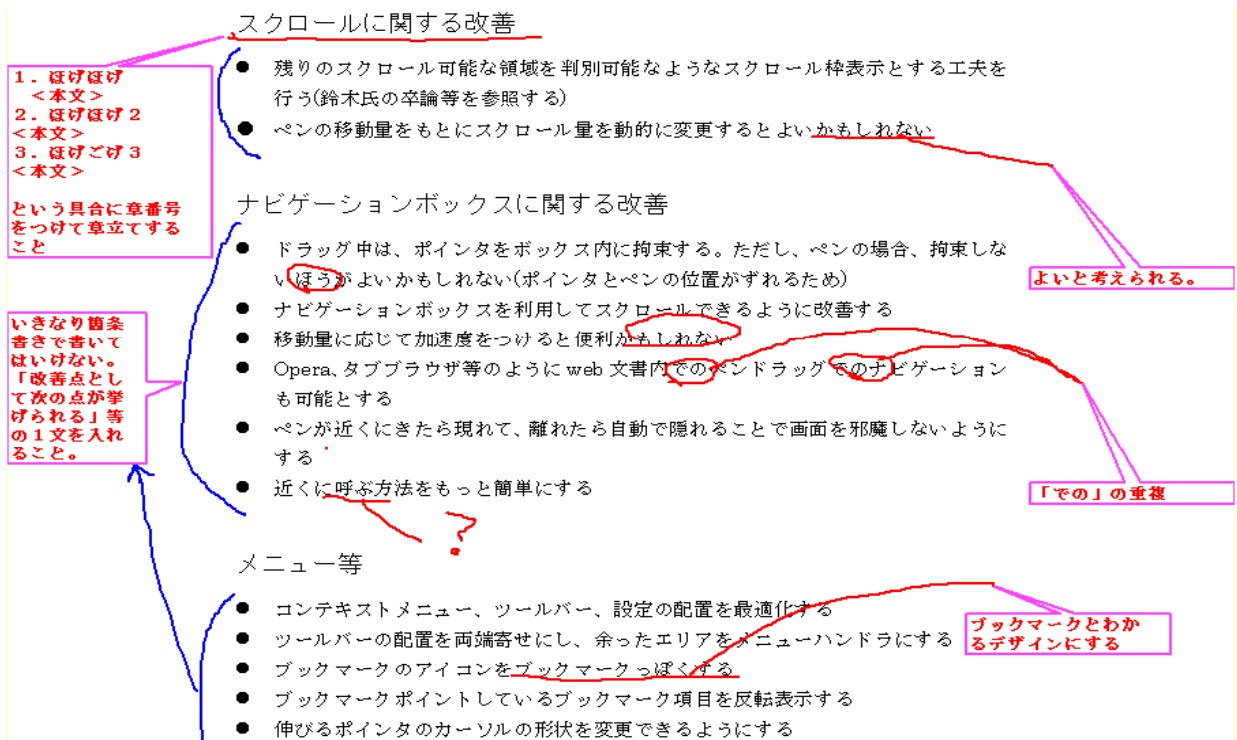 スクロールに関する改善
● 残りのスクロール可能な領域を判別可能なようなスクロール枠表示とする工夫を
行う(鈴木氏の卒論等を参照する)
● ペンの移動量をもとにスクロール量を動的に変更するとよいかもしれない
1．ほげほげ
＜本文＞
2．ほげほげ2
＜本文＞
3．ほげごげ3
＜本文＞
という具合に章番号
をつけて章立てする
こと
よいと考えられる。
ナビゲーションボックスに関する改善
● ドラッグ中は、ポインタをボックス内に拘束する。ただし、ペンの場合、拘束しな
いほうがよいかもしれない(ポインタとペンの位置がずれるため)
● ナビゲーションボックスを利用してスクロールできるように改善する
● 移動量に応じて加速度をつけると便利かもしれない
● Opera、タブブラウザ等のように web 文書内でのペンドラッグでのナビゲーション
も可能とする
● ペンが近くにきたら現れて、離れたら自動で隠れることで画面を邪魔しないように
する
● 近くに呼ぶ方法をもっと簡単にする
?
いきなり箇条
書きで書いて
はいけない。
「改善点とし
て次の点が挙
げられる」等
の1文を入れ
ること。
「での」の重複
メニュー等
● コンテキストメニュー、ツールバー、設定の配置を最適化する
● ツールバーの配置を両端寄せにし、余ったエリアをメニューハンドラにする
● ブックマークのアイコンをブックマークっぽくする
● ブックマークポイントしているブックマーク項目を反転表示する
● 伸びるポインタのカーソルの形状を変更できるようにする
ブックマークとわか
るデザインにする